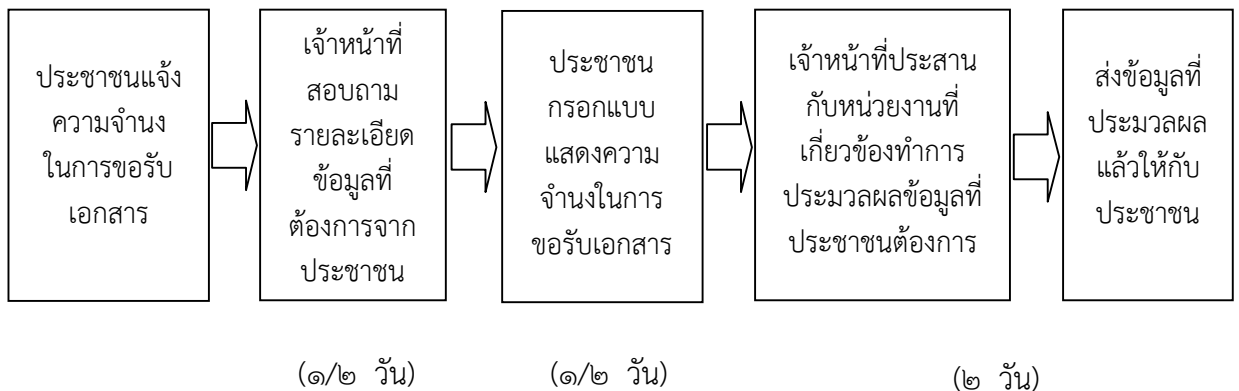 ประชาชนแจ้ง
ความจำนง
ในการขอรับ
เอกสาร
เจ้าหน้าที่
สอบถาม
รายละเอียด
ข้อมูลที่
ต้องการจาก
ประชาชน
ประชาชน
กรอกแบบ
แสดงความ
จำนงในการ
ขอรับเอกสาร
เจ้าหน้าที่ประสาน
กับหน่วยงานที่
เกี่ยวข้องทำการ
ประมวลผลข้อมูลที่
ประชาชนต้องการ
ส่งข้อมูลที่
ประมวลผล
แล้วให้กับ
ประชาชน
(๑/๒ วัน)
(๑/๒ วัน)
(๒ วัน)